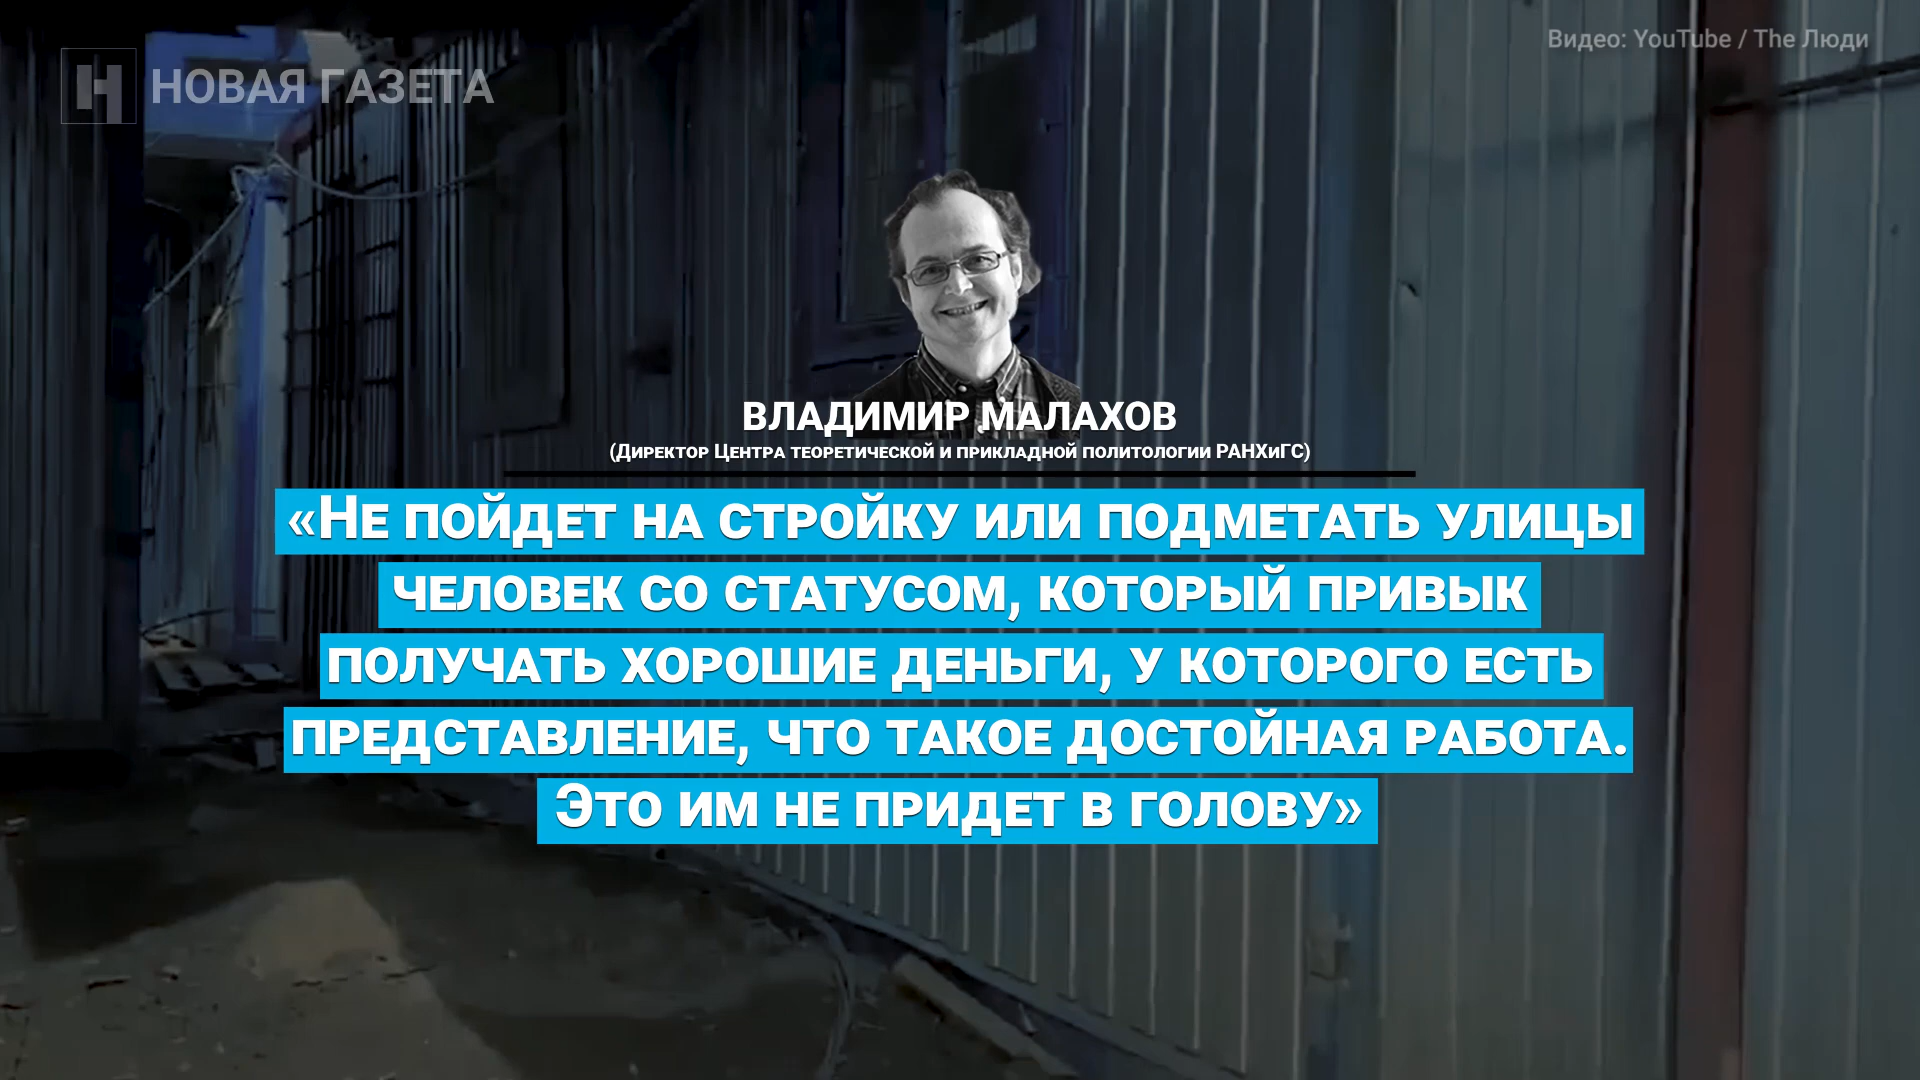 Видео: YouTube / The Люди
НОВАЯ ГАЗЕТА
ВЛАДИМИР МАЛАХОВ
(Директор Центра теоретической и прикладной политологии РАНХиГС)
«Не пойдет на стройку или подметать улицы
человек со статусом, который привык
получать хорошие деньги, у которого есть
представление, что такое достойная работа.
Это им не придет в голову»